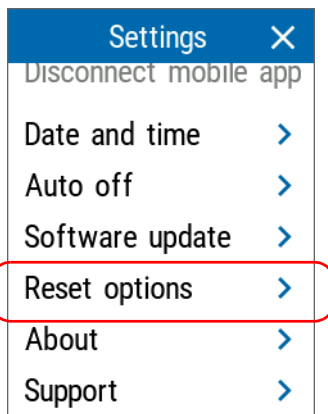 Settings
Disconnect mobile app
Date and time
Auto off
Software update
Reset options
About
Support